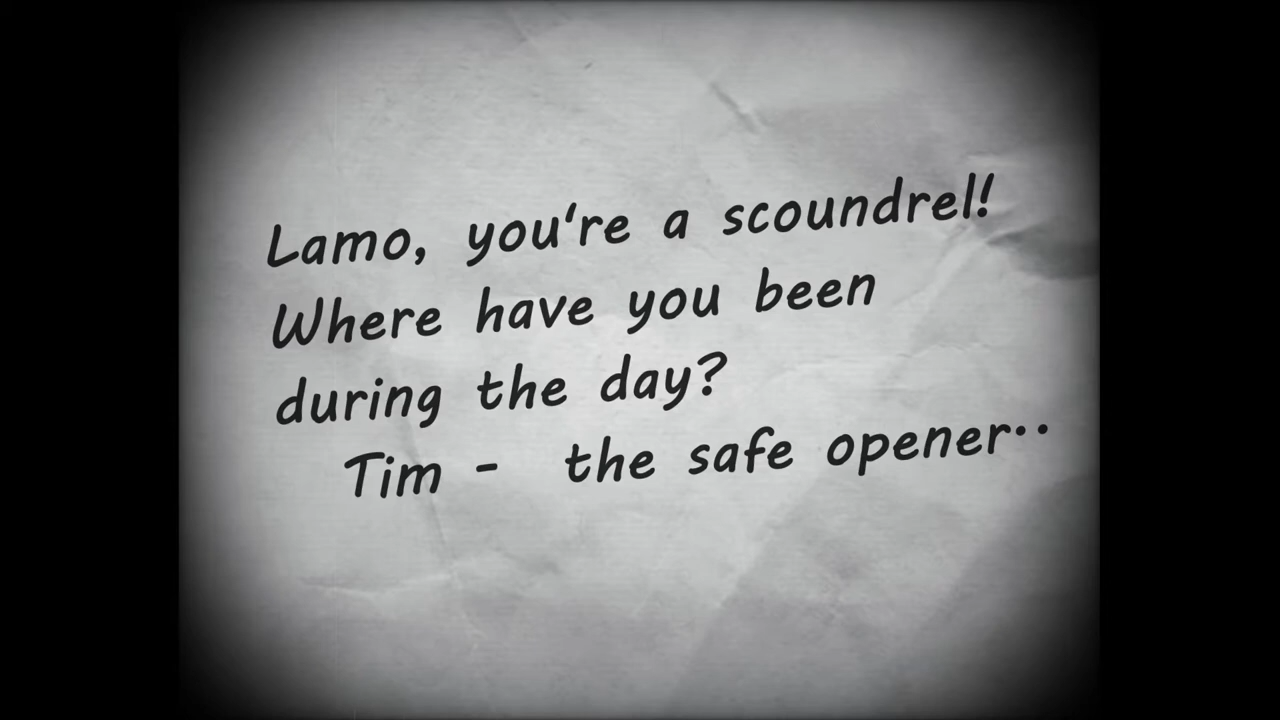 Lamo, you're a scoundrel!
Where have you been
during the day?
Tim - the safe opener··